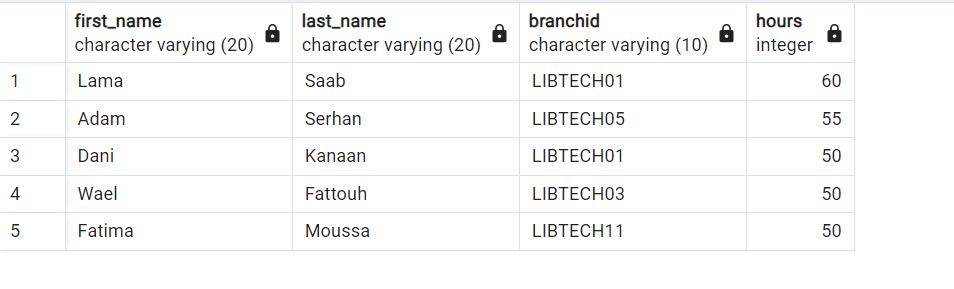 first_name last_name branchid hours
character varying (20) character varying (20) character varying (10) integer
1 Lama Saab LIBTECH01 60
2 Adam Serhan LIBTECH05 55
3 Dani Kanaan LIBTECH01 50
4 Wael Fattouh LIBTECH03 50
5 Fatima Moussa LIBTECH11 50